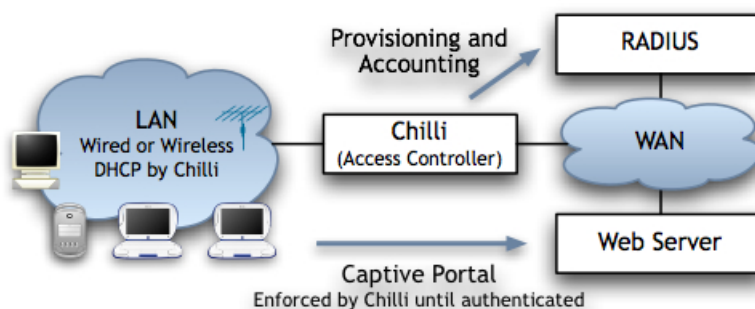 Provisioning and
Accounting
RADIUS
LAN
Wired or Wireless
DHCP by Chilli
Chilli
(Access Controller)
WAN
Web Server
Captive Portal
Enforced by Chilli until authenticated